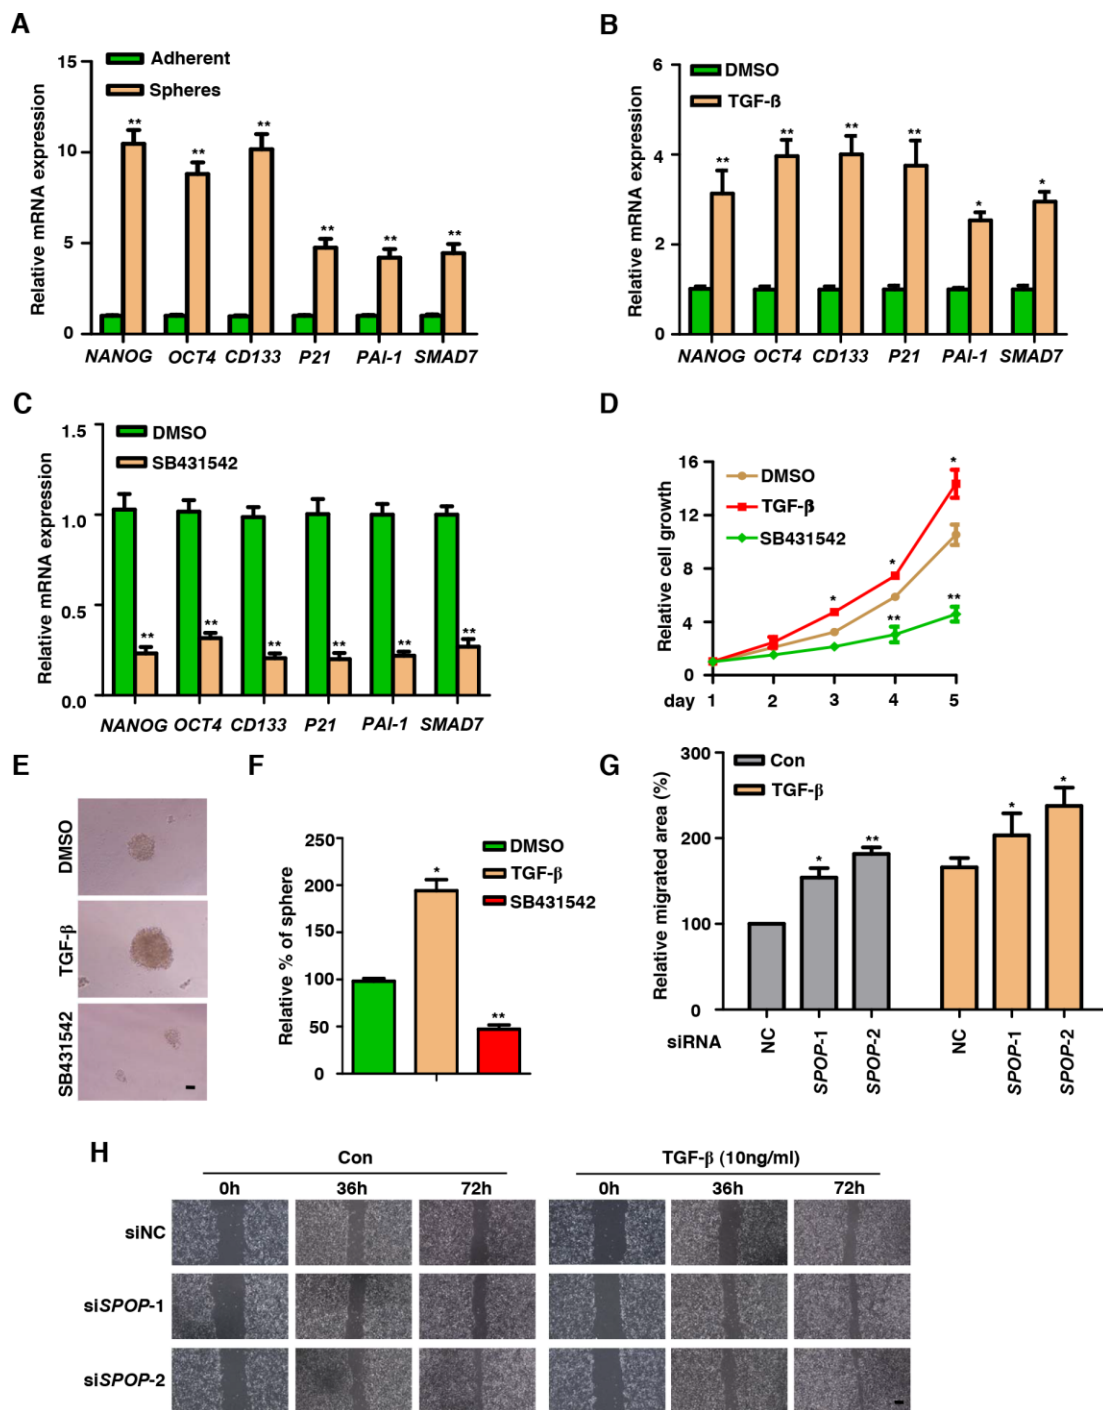 A
Adherent
Spheres
Relative mRNA expression
15
10
5
0
** ** ** ** ** **
NANOG OCT4 CD133 P21 PAI-1 SMAD7
B
DMSO
TGF-ß
Relative mRNA expression
6
4
2
0
** ** ** ** * *
NANOG OCT4 CD133 P21 PAI-1 SMAD7
C
DMSO
SB431542
Relative mRNA expression
1.5
1.0
0.5
0.0
** ** ** ** ** **
NANOG OCT4 CD133 P21 PAI-1 SMAD7
D
DMSO
TGF-β
SB431542
Relative cell growth
16
12
8
4
0
* * *
** **
day 1 2 3 4 5
E
DMSO
TGF-β
SB431542
F
DMSO
TGF-β
SB431542
Relative % of sphere
250
200
150
100
50
0
* **
G
Con
TGF-β
Relative migrated area (%)
300
200
100
0
* ** * *
siRNA NC SPOP-1 SPOP-2 NC SPOP-1 SPOP-2
H
Con TGF-β (10ng/ml)
0h 36h 72h 0h 36h 72h
siNC
siSPOP-1
siSPOP-2